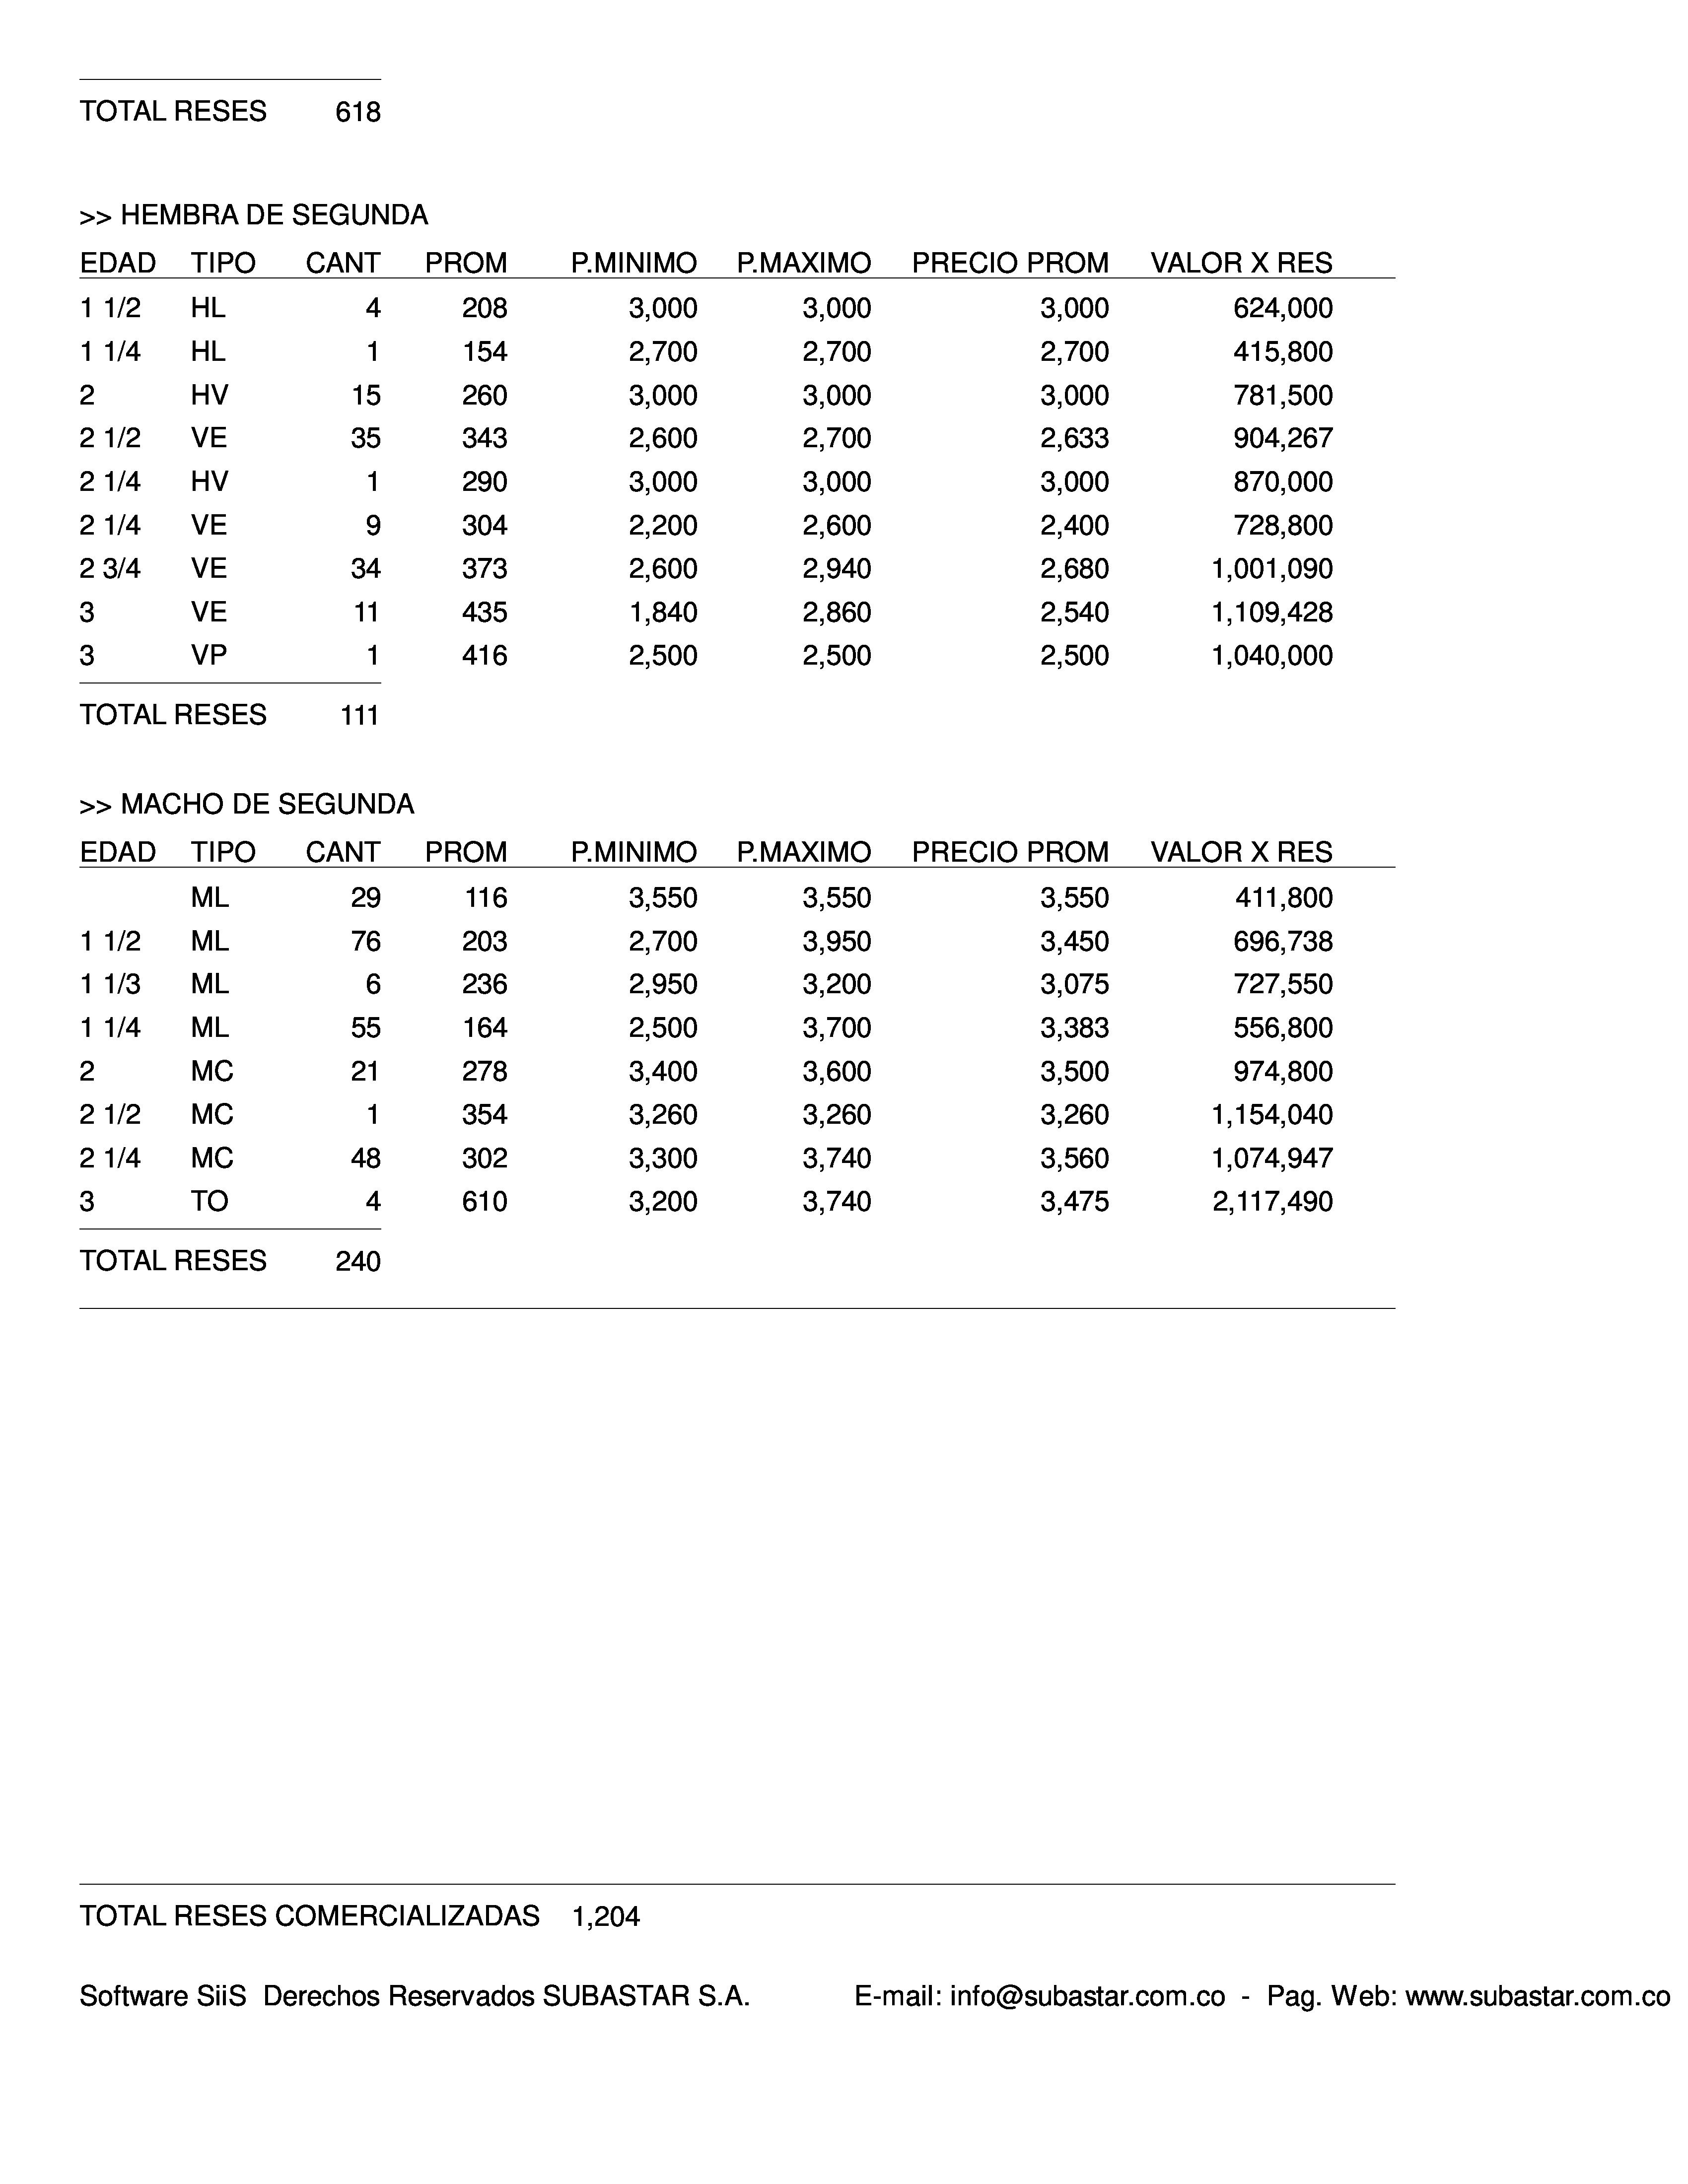 TOTAL RESES 618
>> HEMBRA DE SEGUNDA
EDAD TIPO CANT PROM P.MINIMO P.MAXIMO PRECIO PROM VALOR X RES
1 1/2 HL 4 208 3,000 3,000 3,000 624,000
1 1/4 HL 1 154 2,700 2,700 2,700 415,800
2 HV 15 260 3,000 3,000 3,000 781,500
2 1/2 VE 35 343 2,600 2,700 2,633 904,267
2 1/4 HV 1 290 3,000 3,000 3,000 870,000
2 1/4 VE 9 304 2,200 2,600 2,400 728,800
2 3/4 VE 34 373 2,600 2,940 2,680 1,001,090
3 VE 11 435 1,840 2,860 2,540 1,109,428
3 VP 1 416 2,500 2,500 2,500 1,040,000
TOTAL RESES 111
>> MACHO DE SEGUNDA
EDAD TIPO CANT PROM P.MINIMO P.MAXIMO PRECIO PROM VALOR X RES
ML 29 116 3,550 3,550 3,550 411,800
1 1/2 ML 76 203 2,700 3,950 3,450 696,738
1 1/3 ML 6 236 2,950 3,200 3,075 727,550
1 1/4 ML 55 164 2,500 3,700 3,383 556,800
2 MC 21 278 3,400 3,600 3,500 974,800
2 1/2 MC 1 354 3,260 3,260 3,260 1,154,040
2 1/4 MC 48 302 3,300 3,740 3,560 1,074,947
3 TO 4 610 3,200 3,740 3,475 2,117,490
TOTAL RESES 240
TOTAL RESES COMERCIALIZADAS 1,204
Software SiiS Derechos Reservados SUBASTAR S.A. E-mail: info@subastar.com.co - Pag. Web: www.subastar.com.co